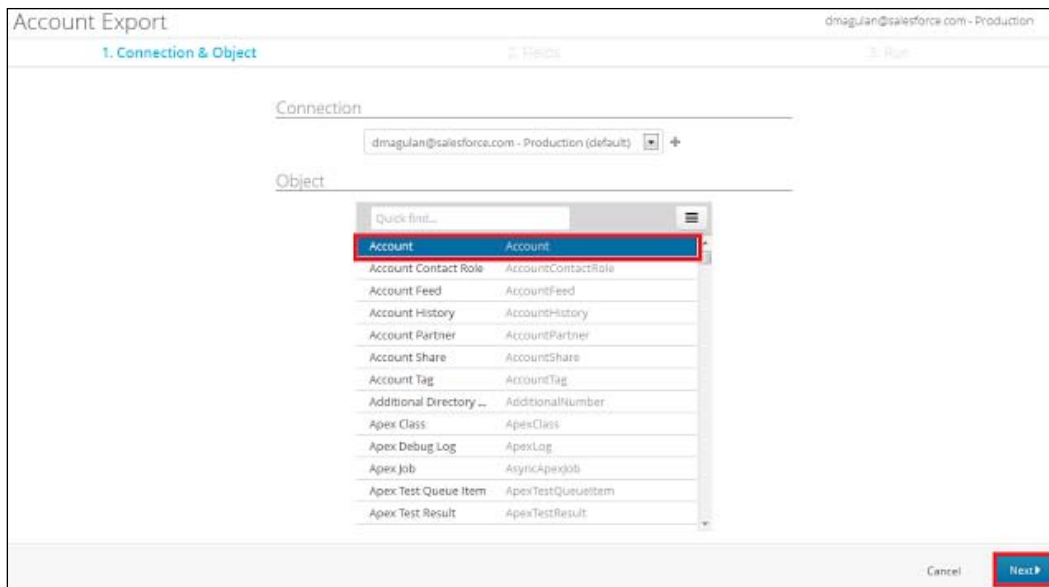 Account Export
dmagulan@salesforce.com - Production
1. Connection & Object
2. Fields
3. Run
Connection
dmagulan@salesforce.com - Production (default)
Object
Quick find...
Account Account
Account Contact Role AccountContactRole
Account Feed AccountFeed
Account History AccountHistory
Account Partner AccountPartner
Account Share AccountShare
Account Tag AccountTag
Additional Directory ... AdditionalNumber
Apex Class ApexClass
Apex Debug Log ApexLog
Apex Job AsyncApexJob
Apex Test Queue Item ApexTestQueueItem
Apex Test Result ApexTestResult
Cancel
Next